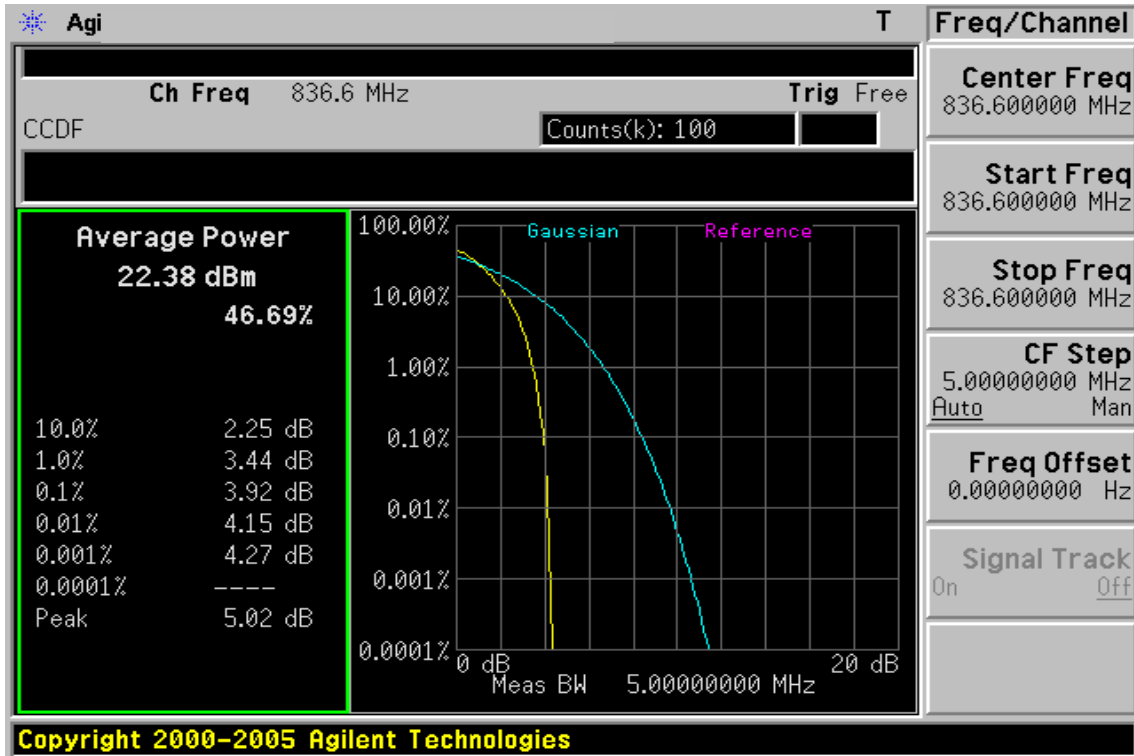 Agi T
Ch Freq 836.6 MHz Trig Free
CCDF Counts(k): 100
Average Power
22.38 dBm
46.69%
10.0% 2.25 dB
1.0% 3.44 dB
0.1% 3.92 dB
0.01% 4.15 dB
0.001% 4.27 dB
0.0001% ----
Peak 5.02 dB
Gaussian Reference
100.00%
10.00%
1.00%
0.10%
0.01%
0.001%
0.0001%
0 dB 20 dB
Meas BW 5.00000000 MHz
Freq/Channel
Center Freq
836.600000 MHz
Start Freq
836.600000 MHz
Stop Freq
836.600000 MHz
CF Step
5.00000000 MHz
Auto Man
Freq Offset
0.00000000 Hz
Signal Track
On Off
Copyright 2000-2005 Agilent Technologies